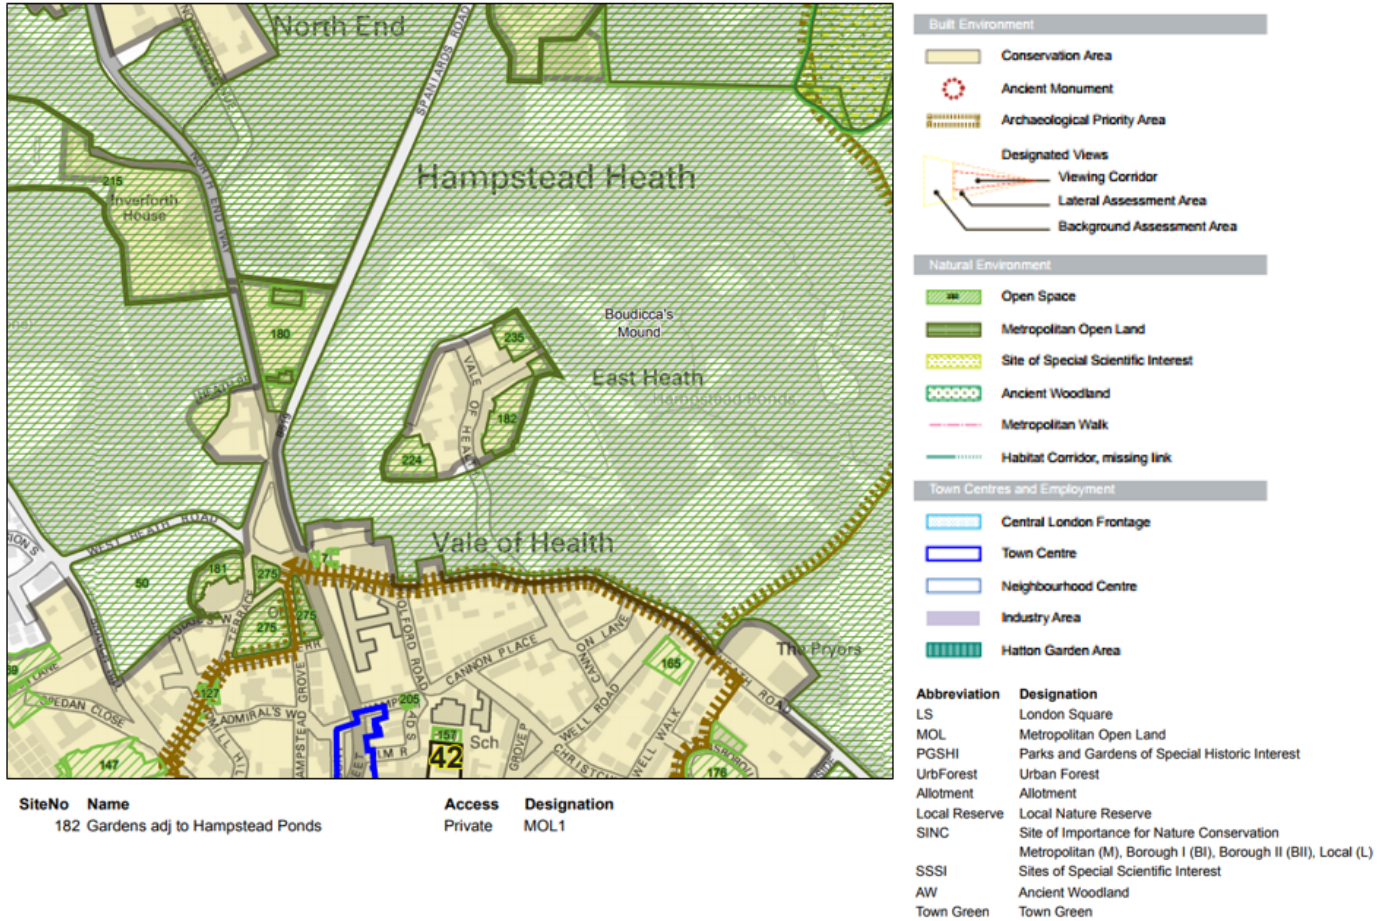 North End
SPANIARDS ROAD
Hampstead Heath
215
Inverforth
House
NORTH END WAY
180
Boudicca's
Mound
235
East Heath
Hampstead Ponds
VALE OF HEALTH
182
224
B519
Vale of Health
WEST HEATH ROAD
50
181
275
275
275
TERRACE
CANNON PLACE
CANNON LANE
165
The Pryors
WELL ROAD
WELL WALK
127
ADMIRAL'S W
205
SPEDAN CLOSE
147
157
42
Sch
GROVE P
176
Built Environment
Conservation Area
Ancient Monument
Archaeological Priority Area
Designated Views
Viewing Corridor
Lateral Assessment Area
Background Assessment Area
Natural Environment
Open Space
Metropolitan Open Land
Site of Special Scientific Interest
Ancient Woodland
Metropolitan Walk
Habitat Corridor, missing link
Town Centres and Employment
Central London Frontage
Town Centre
Neighbourhood Centre
Industry Area
Hatton Garden Area
Abbreviation Designation
LS London Square
MOL Metropolitan Open Land
PGSHI Parks and Gardens of Special Historic Interest
UrbForest Urban Forest
Allotment Allotment
Local Reserve Local Nature Reserve
SINC Site of Importance for Nature Conservation
Metropolitan (M), Borough I (BI), Borough II (BII), Local (L)
SSSI Sites of Special Scientific Interest
AW Ancient Woodland
Town Green Town Green
SiteNo Name Access Designation
182 Gardens adj to Hampstead Ponds Private MOL1